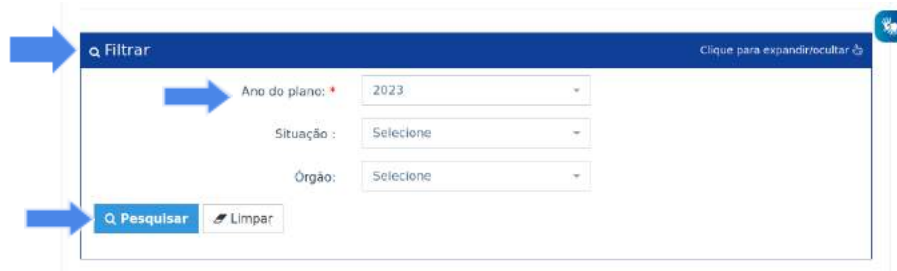 Filtrar
Clique para expandir/ocultar
Ano do plano: *
2023
Situação :
Selecione
Órgão:
Selecione
Pesquisar
Limpar